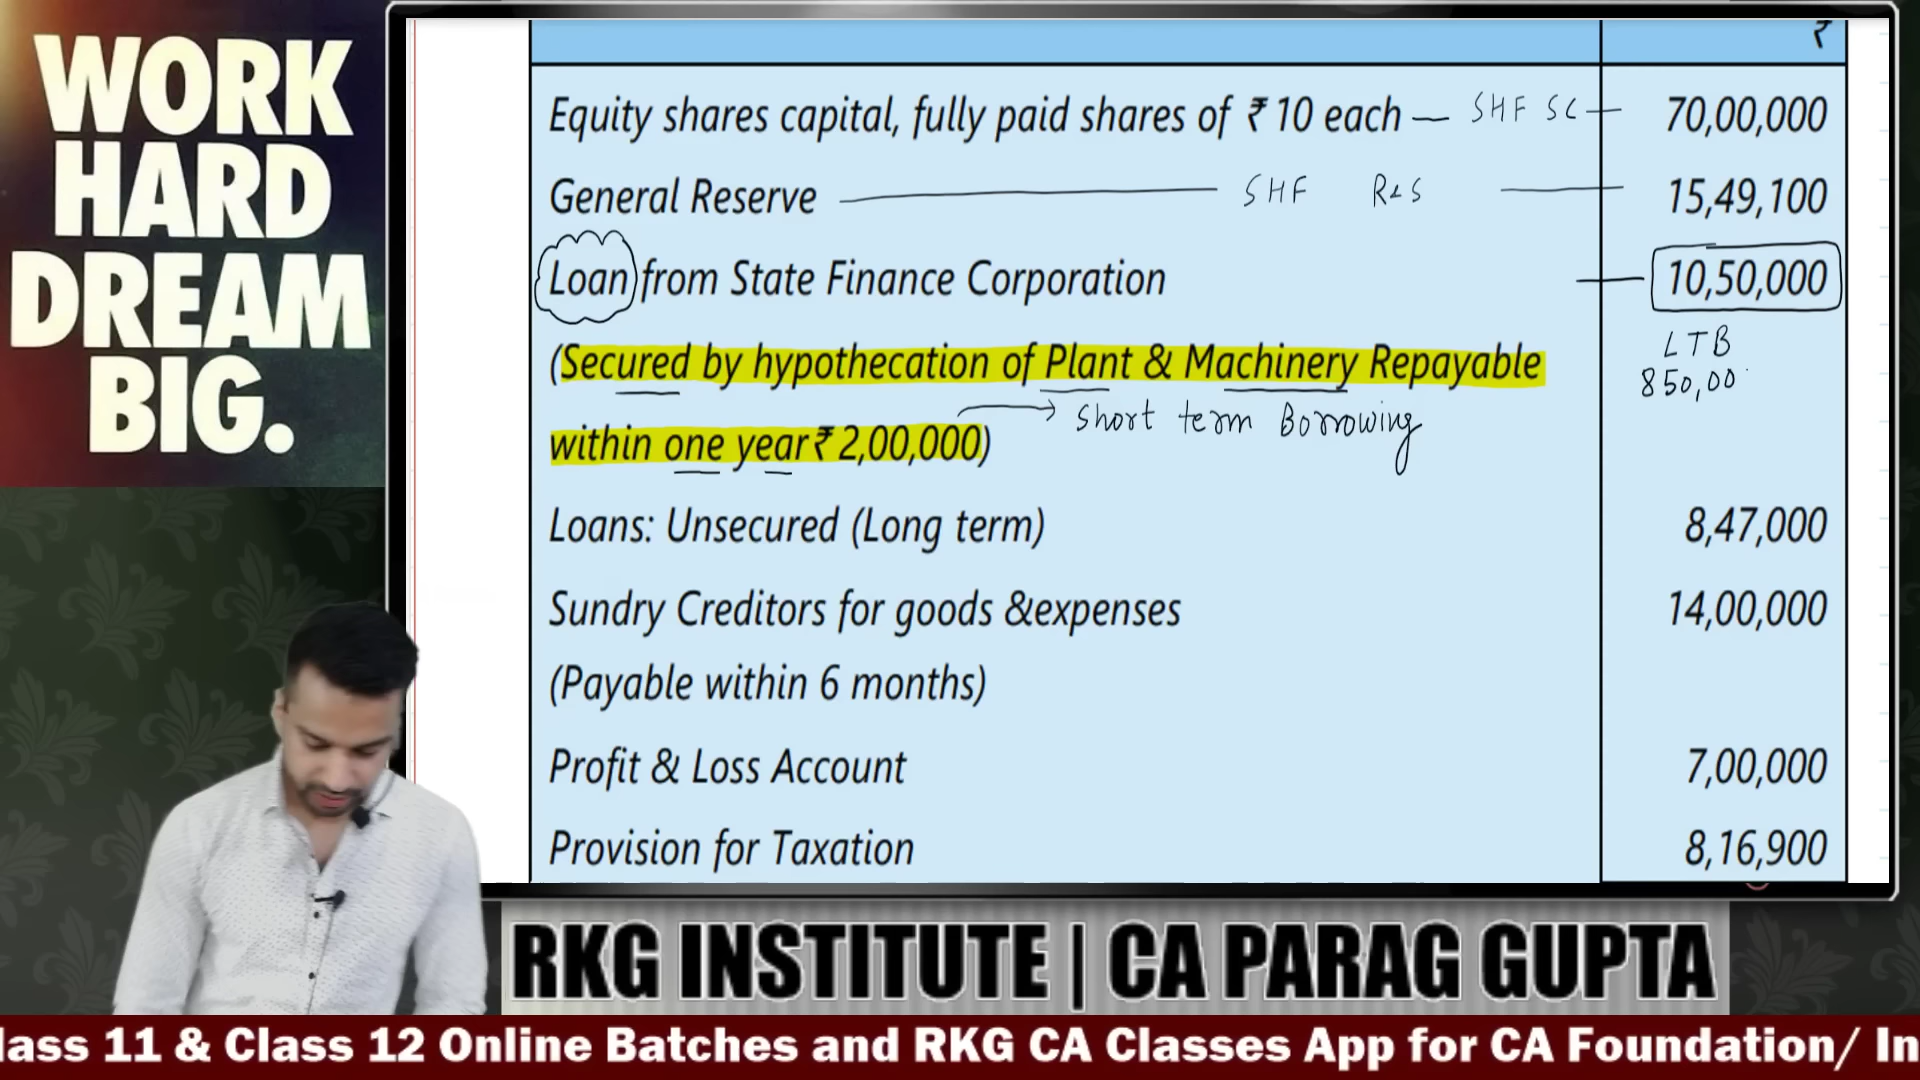 WORK
HARD
DREAM
BIG.
₹
Equity shares capital, fully paid shares of ₹ 10 each — SHF SC — 70,00,000
General Reserve — SHF R&S — 15,49,100
Loan from State Finance Corporation — 10,50,000
(Secured by hypothecation of Plant & Machinery Repayable
LTB
850,00
within one year ₹ 2,00,000) → Short term Borrowing
Loans: Unsecured (Long term) 8,47,000
Sundry Creditors for goods &expenses 14,00,000
(Payable within 6 months)
Profit & Loss Account 7,00,000
Provision for Taxation 8,16,900
RKG INSTITUTE | CA PARAG GUPTA
lass 11 & Class 12 Online Batches and RKG CA Classes App for CA Foundation/ In